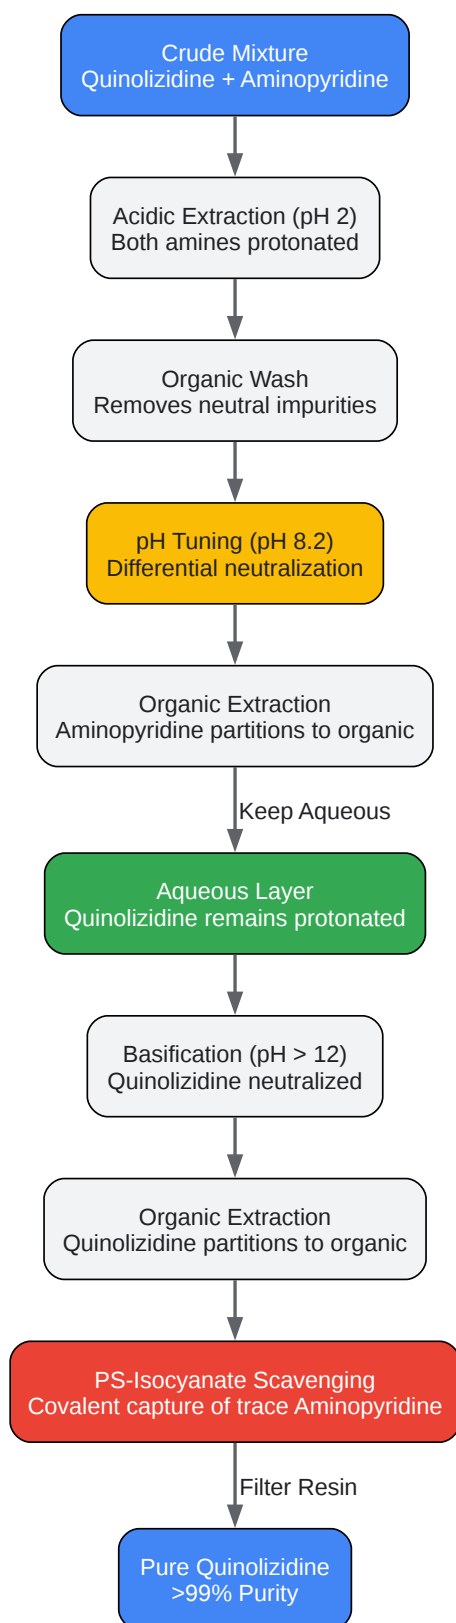 Crude Mixture
Quinolizidine + Aminopyridine
Acidic Extraction (pH 2)
Both amines protonated
Organic Wash
Removes neutral impurities
pH Tuning (pH 8.2)
Differential neutralization
Organic Extraction
Aminopyridine partitions to organic
Keep Aqueous
Aqueous Layer
Quinolizidine remains protonated
Basification (pH > 12)
Quinolizidine neutralized
Organic Extraction
Quinolizidine partitions to organic
PS-Isocyanate Scavenging
Covalent capture of trace Aminopyridine
Filter Resin
Pure Quinolizidine
>99% Purity